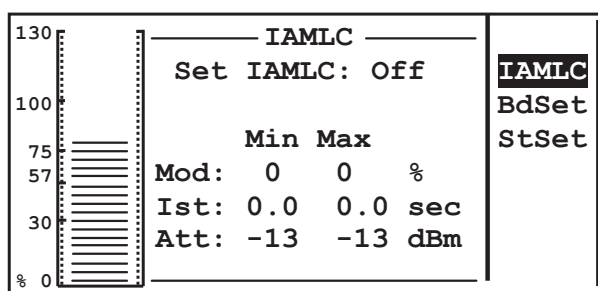 130
100
75
57
30
% 0
IAMLC
Set IAMLC: Off
Min Max
Mod: 0 0 %
Ist: 0.0 0.0 sec
Att: -13 -13 dBm
IAMLC
BdSet
StSet